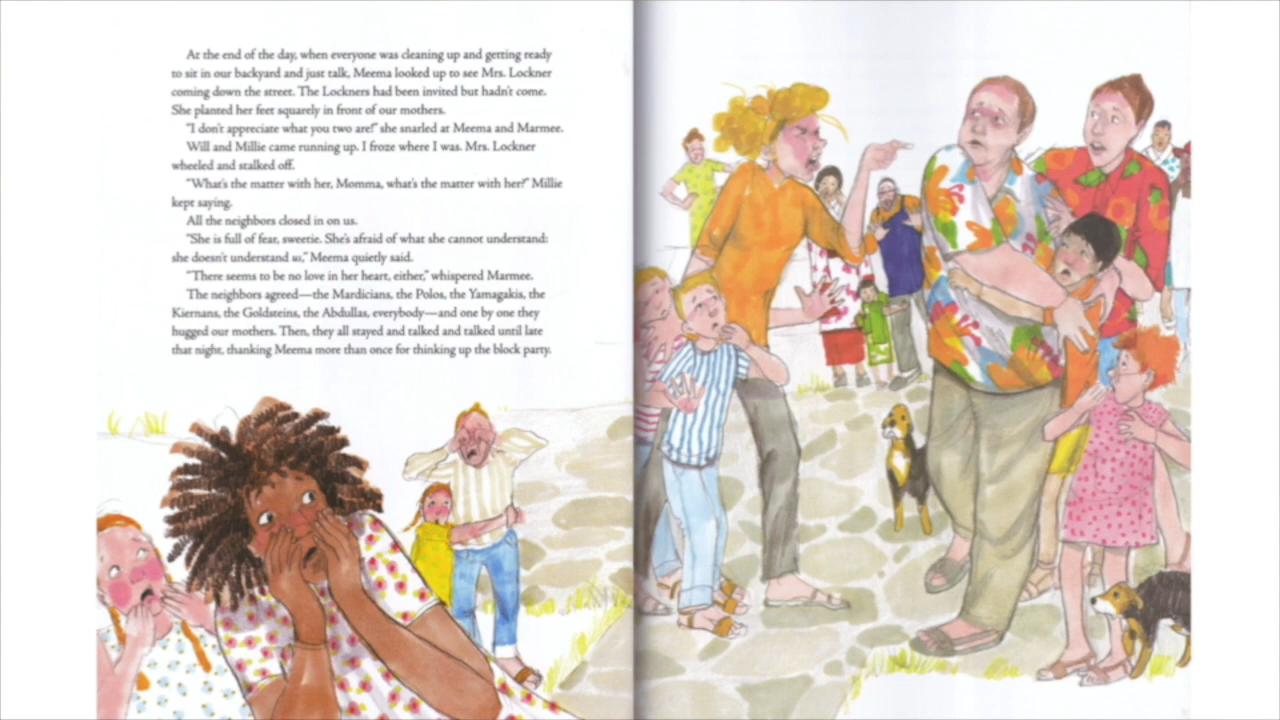 At the end of the day, when everyone was cleaning up and getting ready
to sit in our backyard and just talk, Meema looked up to see Mrs. Lockner
coming down the street. The Lockners had been invited but hadn't come.
She planted her feet squarely in front of our mothers.
"I don't appreciate what you two are!" she snarled at Meema and Marmee.
Will and Millie came running up. I froze where I was. Mrs. Lockner
wheeled and stalked off.
"What's the matter with her, Momma, what's the matter with her?" Millie
kept saying.
All the neighbors closed in on us.
"She is full of fear, sweetie. She's afraid of what she cannot understand:
she doesn't understand us," Meema quietly said.
"There seems to be no love in her heart, either," whispered Marmee.
The neighbors agreed—the Mardicians, the Polos, the Yamagakis, the
Kiernans, the Goldsteins, the Abdullas, everybody—and one by one they
hugged our mothers. Then, they all stayed and talked and talked until late
that night, thanking Meema more than once for thinking up the block party.